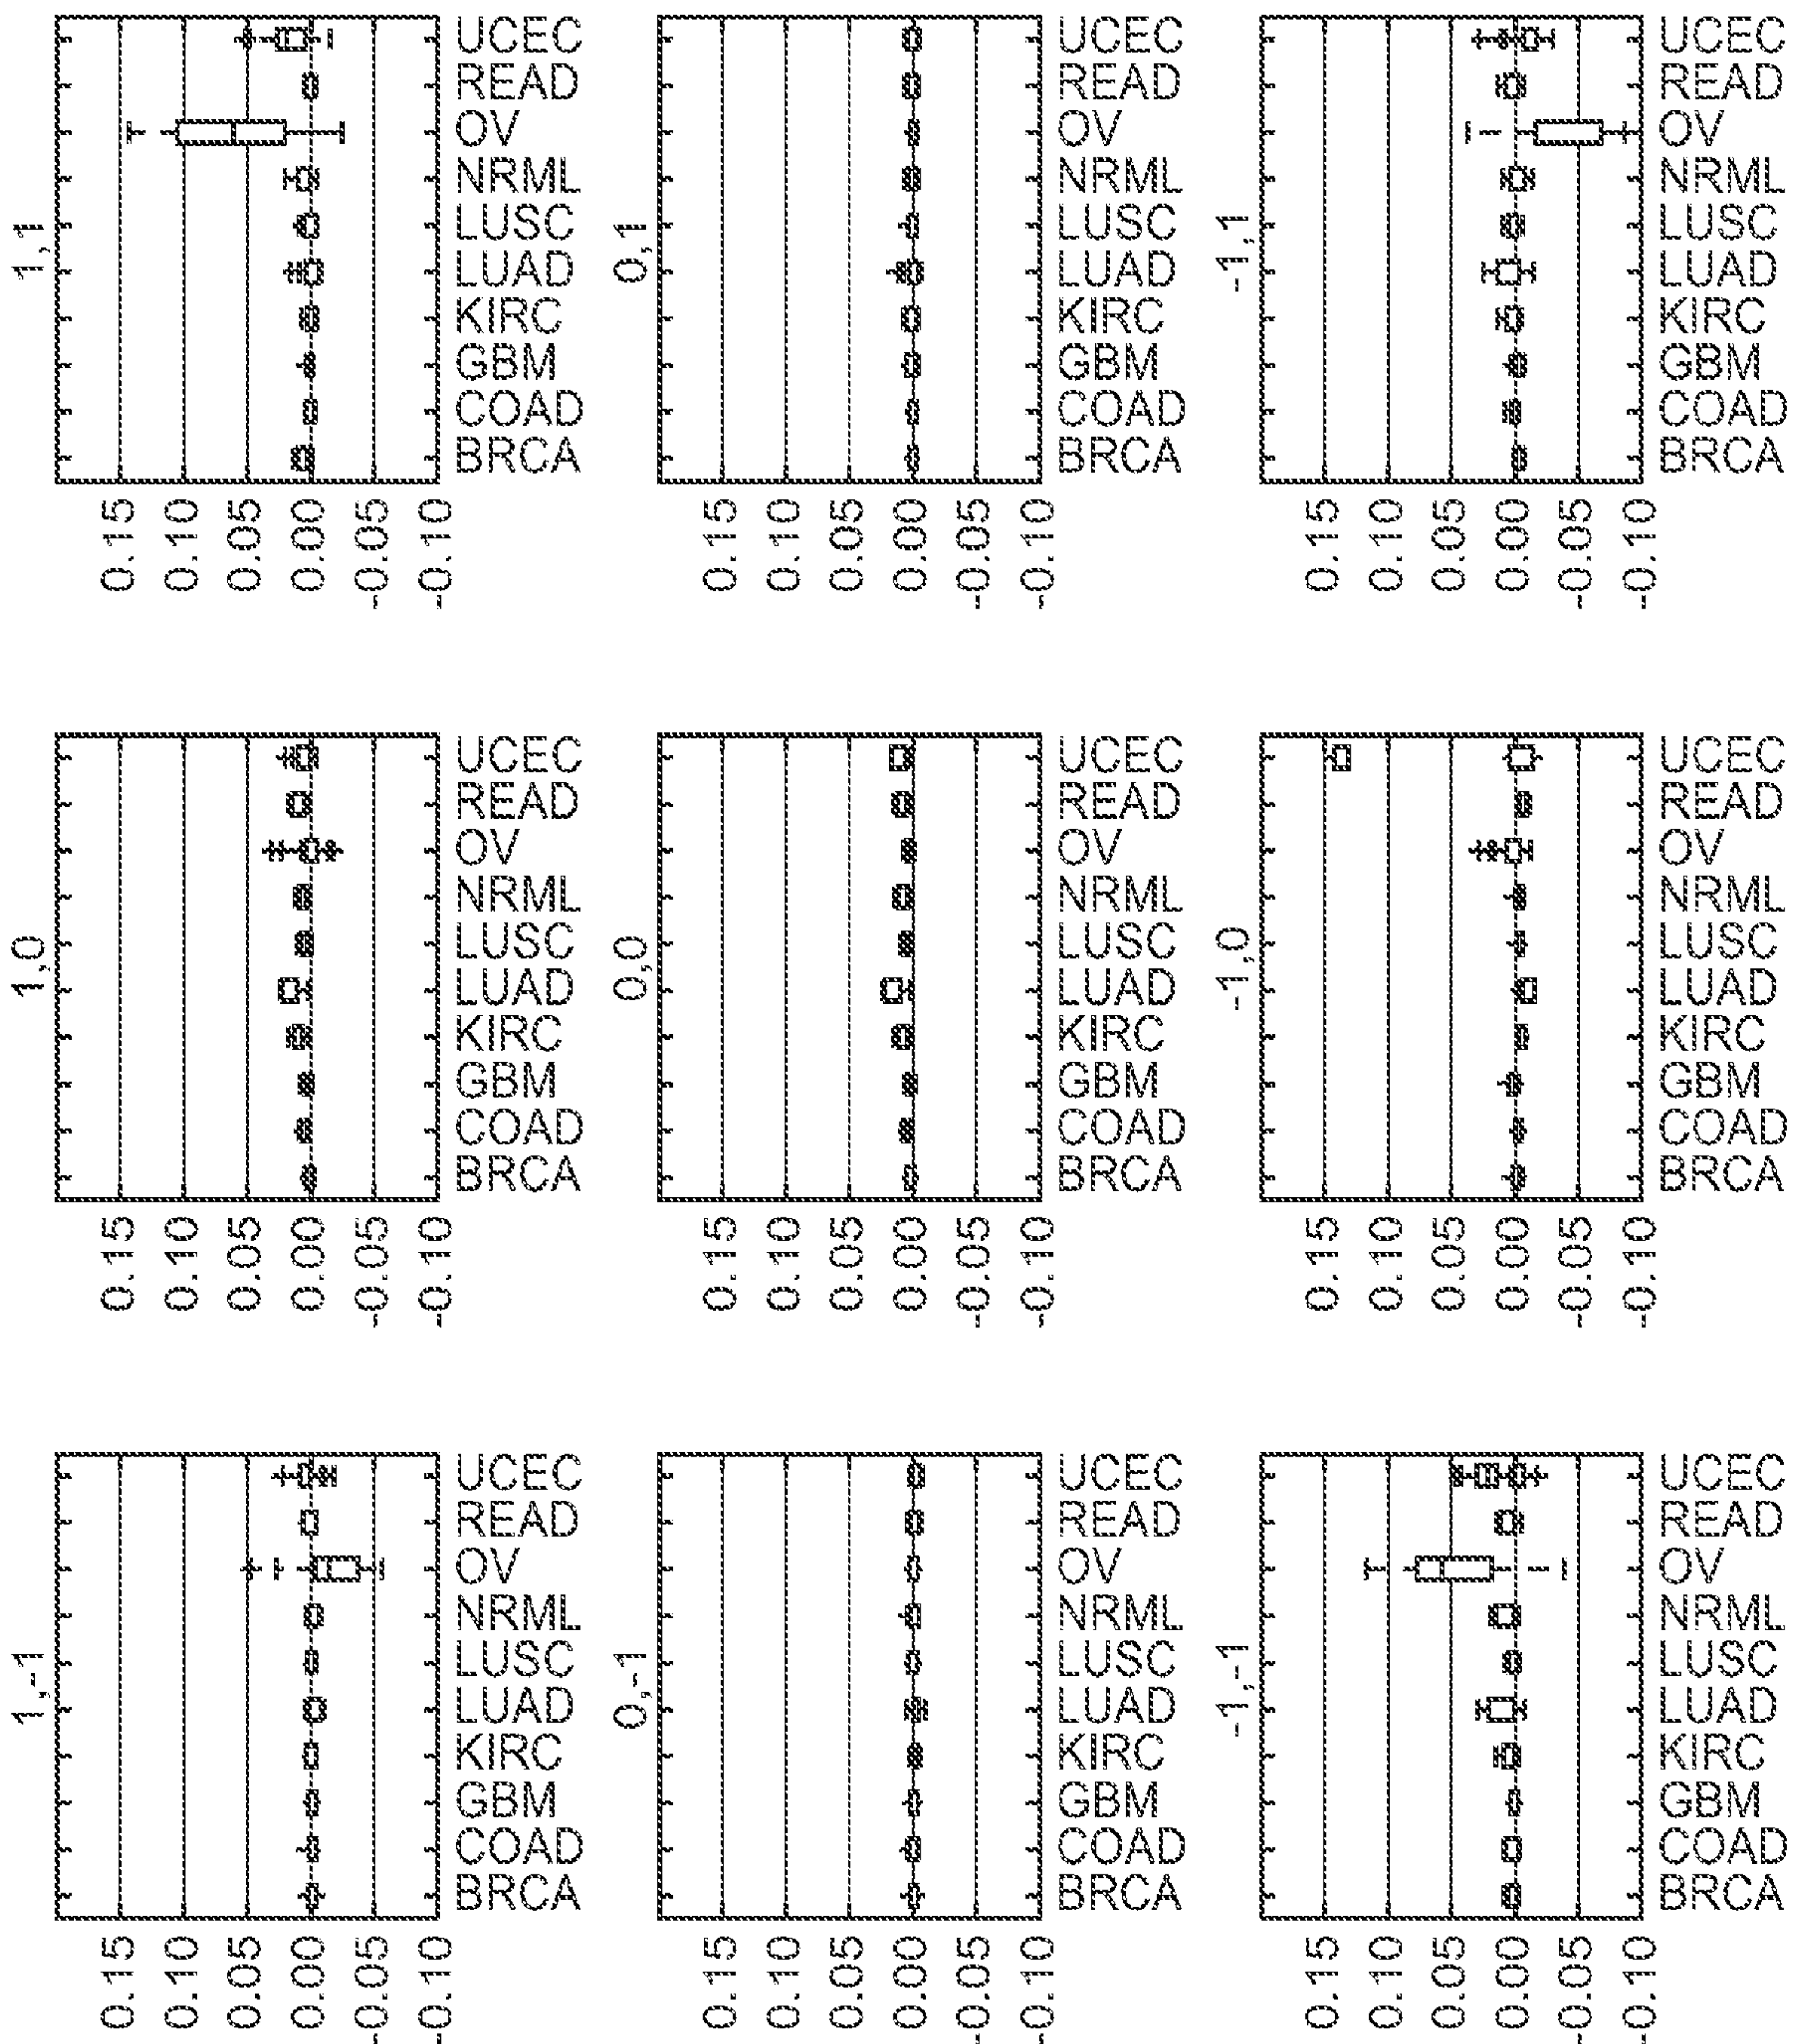 1,-1
0.15
0.10
0.05
0.00
-0.05
-0.10
BRCA
COAD
GBM
KIRC
LUAD
LUSC
NRML
OV
READ
UCEC
1,0
0.15
0.10
0.05
0.00
-0.05
-0.10
BRCA
COAD
GBM
KIRC
LUAD
LUSC
NRML
OV
READ
UCEC
1,1
0.15
0.10
0.05
0.00
-0.05
-0.10
BRCA
COAD
GBM
KIRC
LUAD
LUSC
NRML
OV
READ
UCEC
0,-1
0.15
0.10
0.05
0.00
-0.05
-0.10
BRCA
COAD
GBM
KIRC
LUAD
LUSC
NRML
OV
READ
UCEC
0,0
0.15
0.10
0.05
0.00
-0.05
-0.10
BRCA
COAD
GBM
KIRC
LUAD
LUSC
NRML
OV
READ
UCEC
0,1
0.15
0.10
0.05
0.00
-0.05
-0.10
BRCA
COAD
GBM
KIRC
LUAD
LUSC
NRML
OV
READ
UCEC
-1,-1
0.15
0.10
0.05
0.00
-0.05
-0.10
BRCA
COAD
GBM
KIRC
LUAD
LUSC
NRML
OV
READ
UCEC
-1,0
0.15
0.10
0.05
0.00
-0.05
-0.10
BRCA
COAD
GBM
KIRC
LUAD
LUSC
NRML
OV
READ
UCEC
-1,1
0.15
0.10
0.05
0.00
-0.05
-0.10
BRCA
COAD
GBM
KIRC
LUAD
LUSC
NRML
OV
READ
UCEC